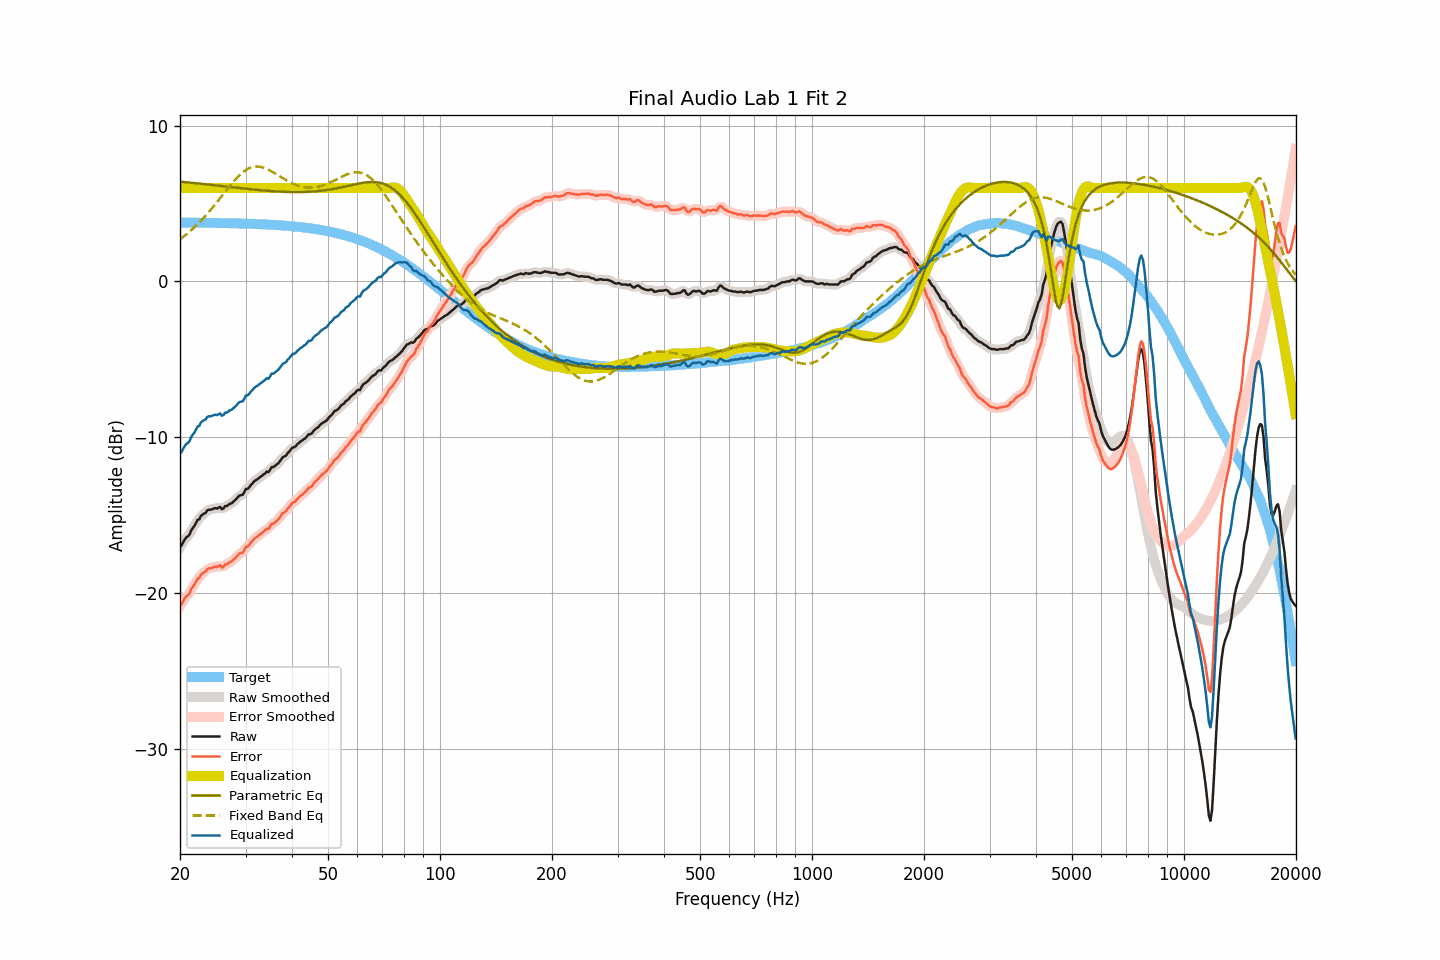 Final Audio Lab 1 Fit 2
10
0
−10
−20
−30
Amplitude (dBr)
Target
Raw Smoothed
Error Smoothed
Raw
Error
Equalization
Parametric Eq
Fixed Band Eq
Equalized
20 50 100 200 500 1000 2000 5000 10000 20000
Frequency (Hz)